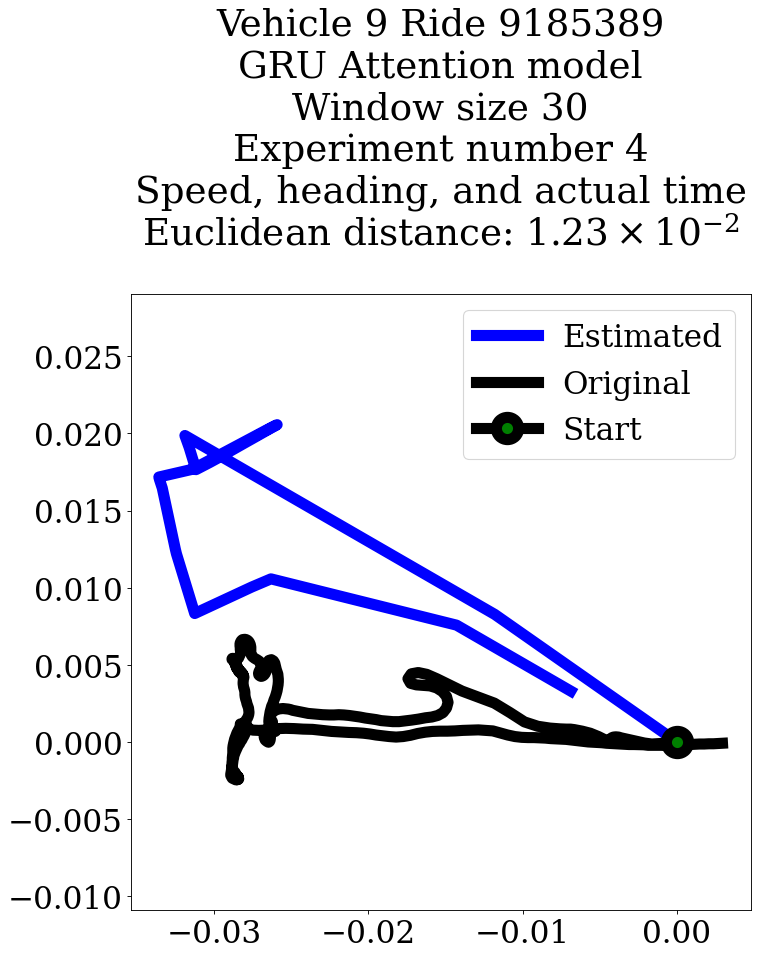 Vehicle 9 Ride 9185389
GRU Attention model
Window size 30
Experiment number 4
Speed, heading, and actual time
Euclidean distance: 1.23 × 10⁻²
Estimated
Original
Start
0.025
0.020
0.015
0.010
0.005
0.000
−0.005
−0.010
−0.03
−0.02
−0.01
0.00